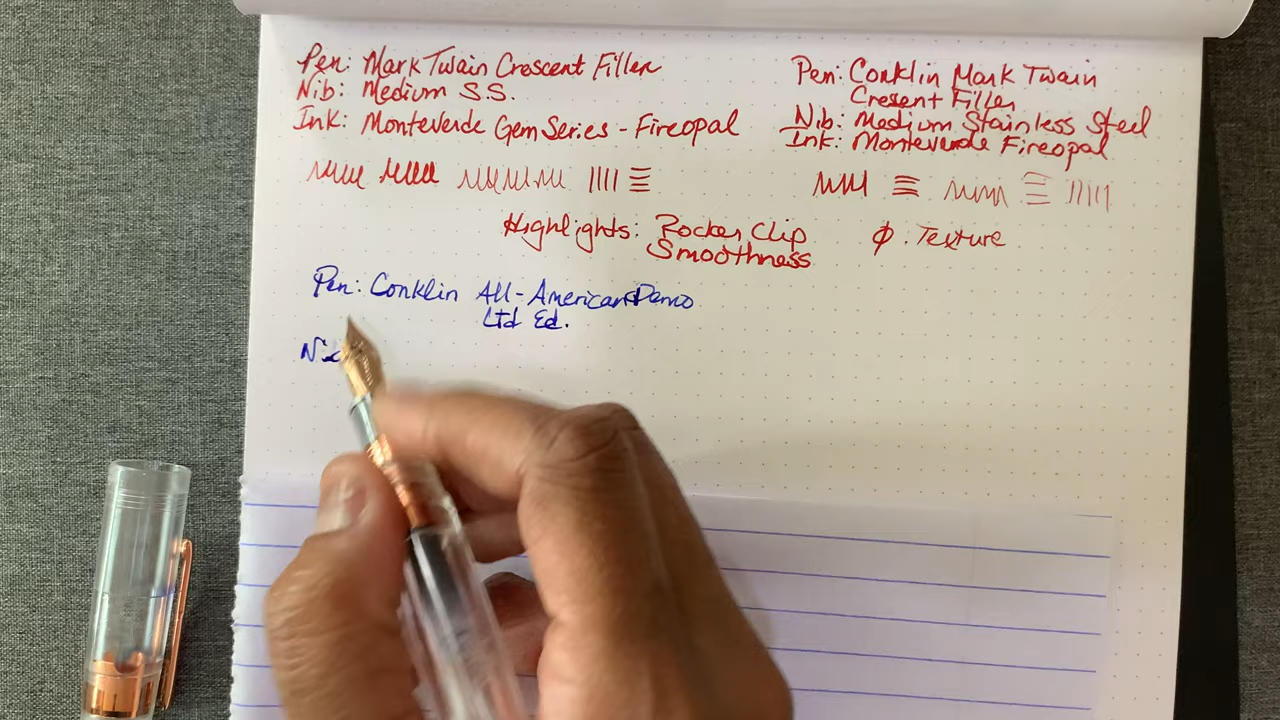 Pen: Mark Twain Crescent Filler
Nib: Medium S.S.
Ink: Monteverde Gem Series - Fireopal
Pen: Conklin Mark Twain
Cresent Filler
Nib: Medium Stainless Steel
Ink: Monteverde Fireopal
Highlights: Rocker Clip
Smoothness
ϕ . Texture
Pen: Conklin All-American Demo
Ltd Ed.